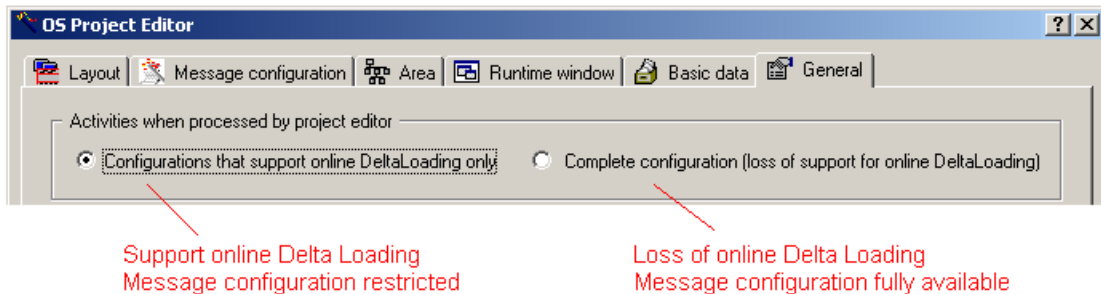 OS Project Editor
Layout Message configuration Area Runtime window Basic data General
Activities when processed by project editor
Configurations that support online DeltaLoading only Complete configuration (loss of support for online DeltaLoading)
Support online Delta Loading Loss of online Delta Loading
Message configuration restricted Message configuration fully available